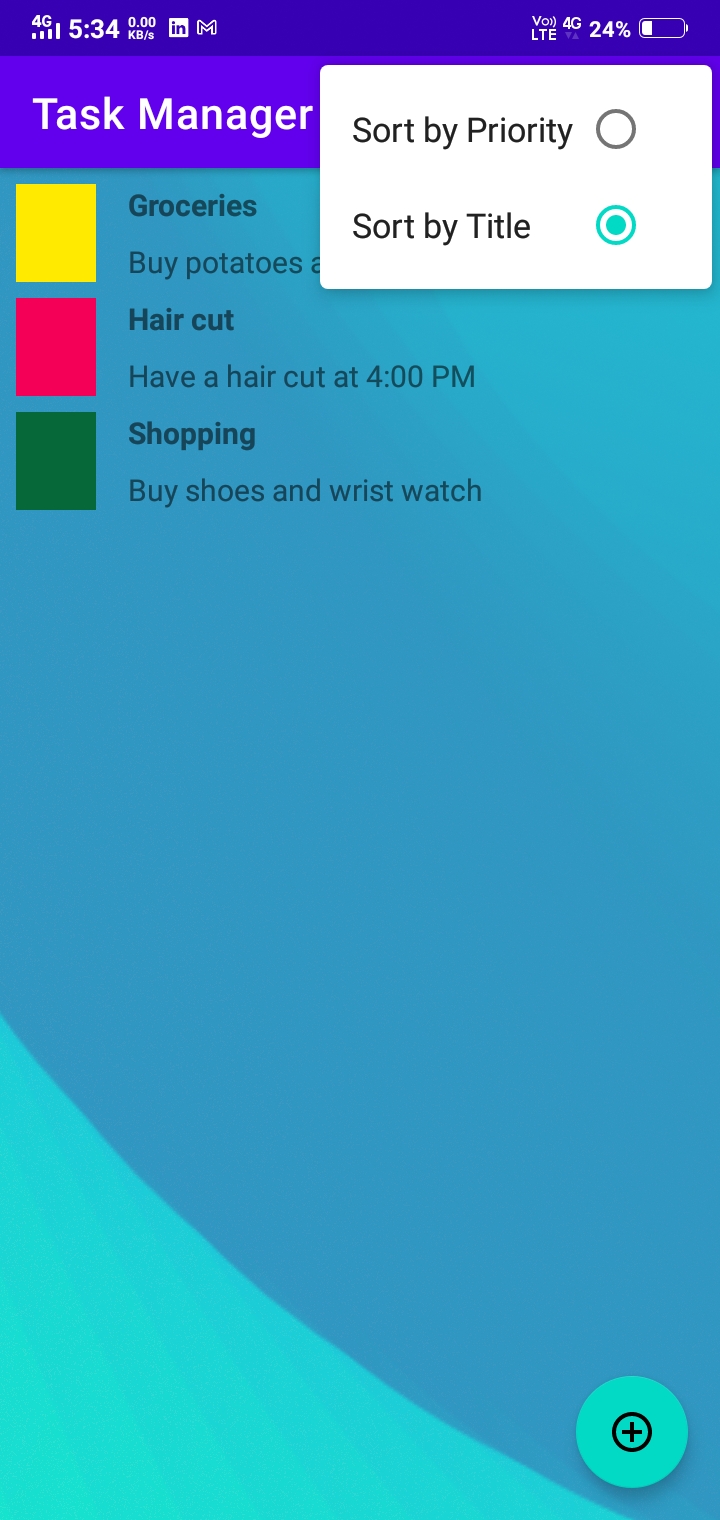 4G 5:34 0.00 KB/s in M Vo)) LTE 4G 24%
Task Manager
Sort by Priority
Sort by Title
Groceries
Buy potatoes
Hair cut
Have a hair cut at 4:00 PM
Shopping
Buy shoes and wrist watch